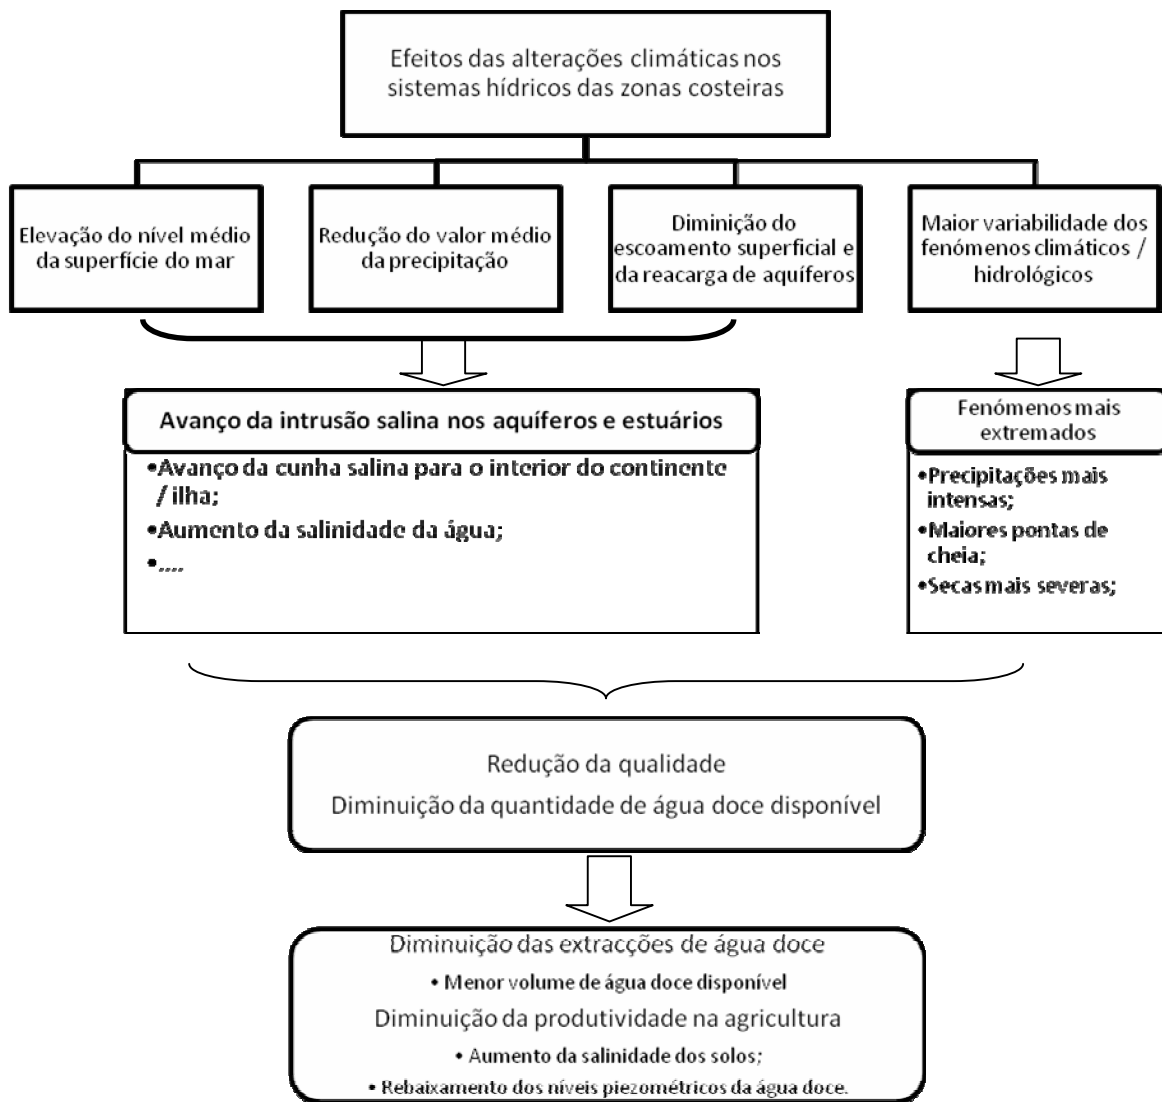 Efeitos das alterações climáticas nos
sistemas hídricos das zonas costeiras
Elevação do nível médio
da superfície do mar
Redução do valor médio
da precipitação
Diminição do
escoamento superficial e
da reacarga de aquíferos
Maior variabilidade dos
fenómenos climáticos /
hidrológicos
Avanço da intrusão salina nos aquíferos e estuários
•Avanço da cunha salina para o interior do continente
/ ilha;
•Aumento da salinidade da água;
•....
Fenómenos mais
extremados
•Precipitações mais
intensas;
•Maiores pontas de
cheia;
•Secas mais severas;
Redução da qualidade
Diminuição da quantidade de água doce disponível
Diminuição das extracções de água doce
• Menor volume de água doce disponível
Diminuição da produtividade na agricultura
• Aumento da salinidade dos solos;
• Rebaixamento dos níveis piezométricos da água doce.